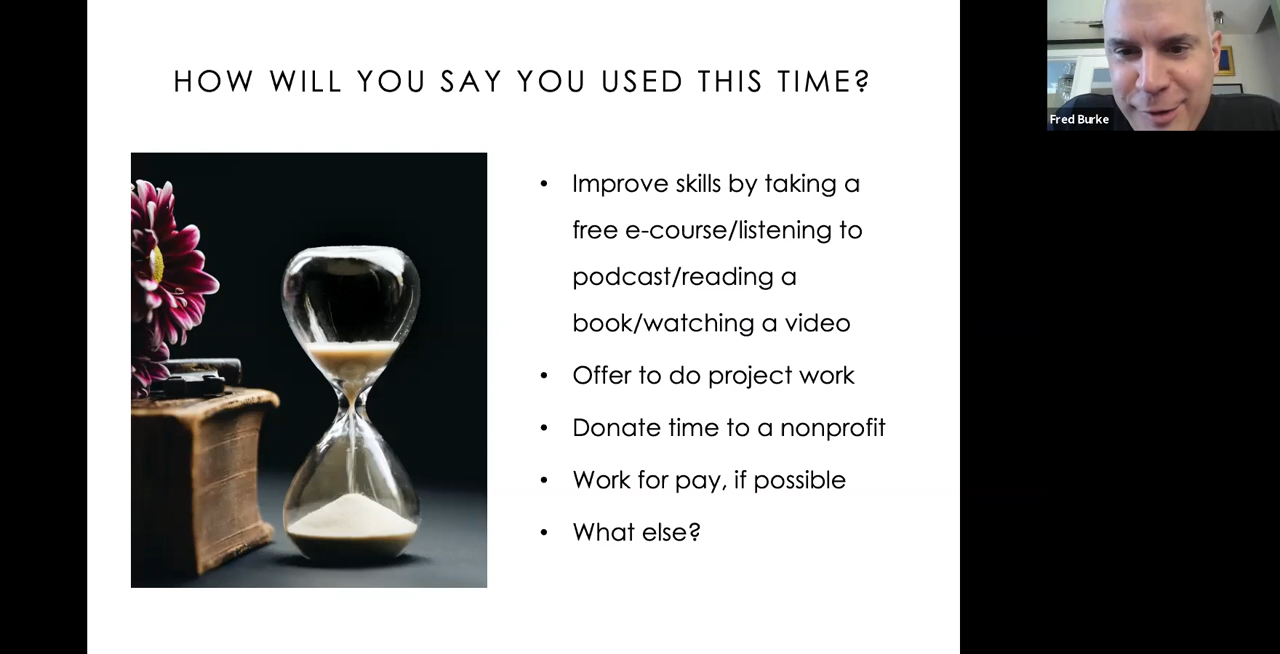 HOW WILL YOU SAY YOU USED THIS TIME?
Fred Burke
• Improve skills by taking a
free e-course/listening to
podcast/reading a
book/watching a video
• Offer to do project work
• Donate time to a nonprofit
• Work for pay, if possible
• What else?